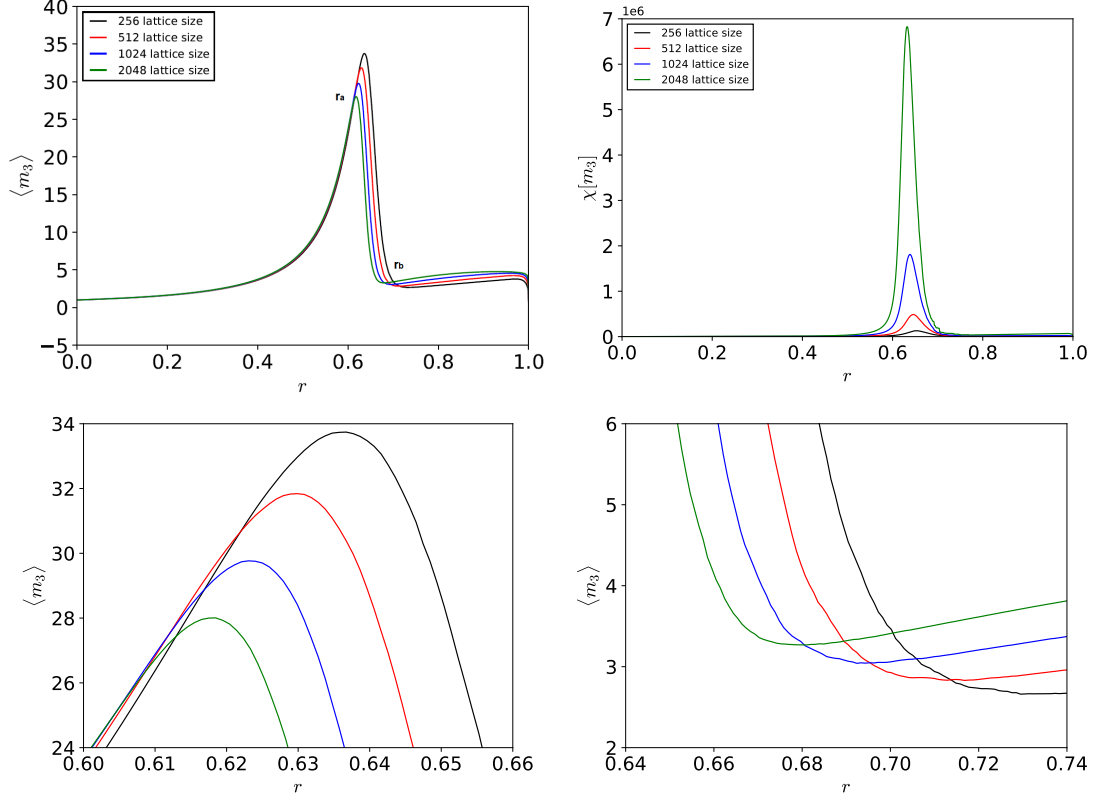 40
35
30
25
20
15
10
5
0
−5
⟨m₃⟩
256 lattice size
512 lattice size
1024 lattice size
2048 lattice size
rₐ
r_b
0.0 0.2 0.4 0.6 0.8 1.0
r
1e6
7
6
5
4
3
2
1
0
χ[m₃]
256 lattice size
512 lattice size
1024 lattice size
2048 lattice size
0.0 0.2 0.4 0.6 0.8 1.0
r
34
32
30
28
26
24
⟨m₃⟩
0.60 0.61 0.62 0.63 0.64 0.65 0.66
r
6
5
4
3
2
⟨m₃⟩
0.64 0.66 0.68 0.70 0.72 0.74
r